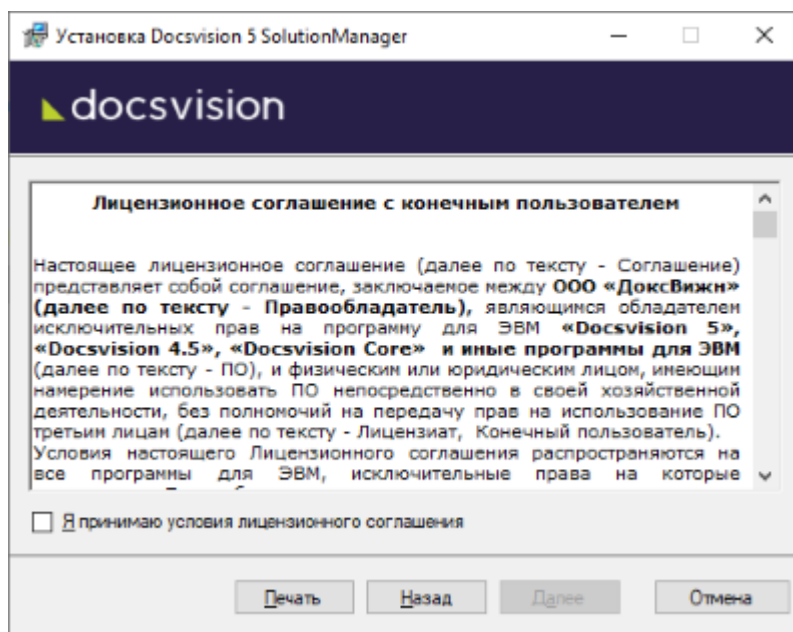 Установка Docsvision 5 SolutionManager
docsvision
Лицензионное соглашение с конечным пользователем
Настоящее лицензионное соглашение (далее по тексту - Соглашение)
представляет собой соглашение, заключаемое между ООО «ДоксВижн»
(далее по тексту - Правообладатель), являющимся обладателем
исключительных прав на программу для ЭВМ «Docsvision 5»,
«Docsvision 4.5», «Docsvision Core» и иные программы для ЭВМ
(далее по тексту - ПО), и физическим или юридическим лицом, имеющим
намерение использовать ПО непосредственно в своей хозяйственной
деятельности, без полномочий на передачу прав на использование ПО
третьим лицам (далее по тексту - Лицензиат, Конечный пользователь).
Условия настоящего Лицензионного соглашения распространяются на
все программы для ЭВМ, исключительные права на которые
Я принимаю условия лицензионного соглашения
Печать Назад Далее Отмена